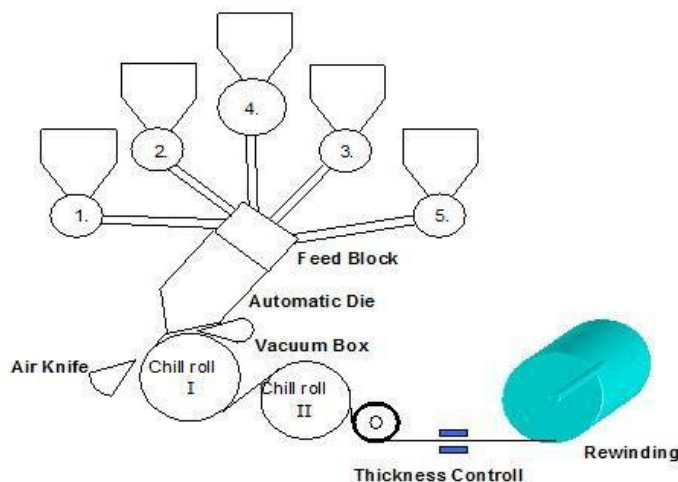 4.
2.
3.
1.
5.
Feed Block
Automatic Die
Vacuum Box
Air Knife
Chill roll
I
Chill roll
II
Rewinding
Thickness Controll